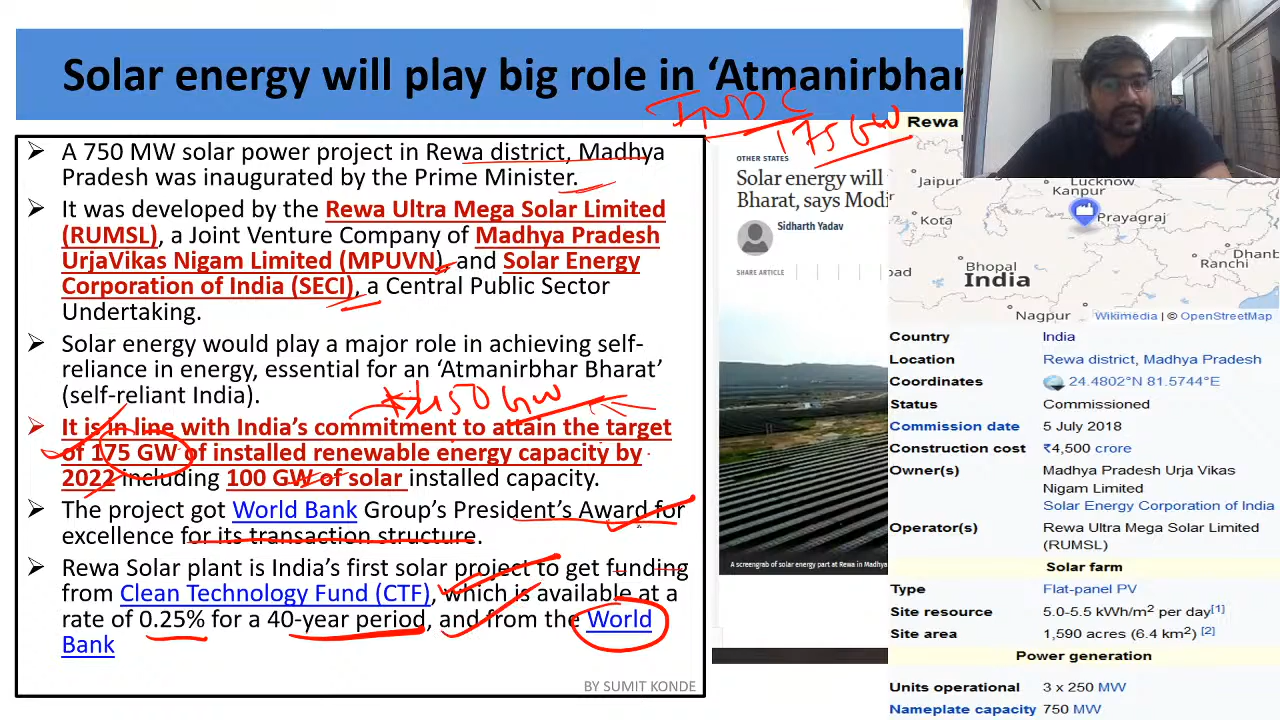 Solar energy will play big role in ‘Atmanirbhar
INDC
175 GW
➢ A 750 MW solar power project in Rewa district, Madhya
Pradesh was inaugurated by the Prime Minister.
➢ It was developed by the Rewa Ultra Mega Solar Limited
(RUMSL), a Joint Venture Company of Madhya Pradesh
UrjaVikas Nigam Limited (MPUVN), and Solar Energy
Corporation of India (SECI), a Central Public Sector
Undertaking.
➢ Solar energy would play a major role in achieving self-
reliance in energy, essential for an ‘Atmanirbhar Bharat’
(self-reliant India).
450 GW
➢ It is in line with India’s commitment to attain the target
of 175 GW of installed renewable energy capacity by
2022 including 100 GW of solar installed capacity.
➢ The project got World Bank Group’s President’s Award for
excellence for its transaction structure.
➢ Rewa Solar plant is India’s first solar project to get funding
from Clean Technology Fund (CTF), which is available at a
rate of 0.25% for a 40-year period, and from the World
Bank
BY SUMIT KONDE
OTHER STATES
Solar energy will
Bharat, says Modi
Sidharth Yadav
SHARE ARTICLE
A screengrab of solar energy part at Rewa in Madhya
Rewa
Jaipur
Lucknow
Kanpur
Kota
Prayagraj
Dhanb
Ranchi
Bhopal
India
Nagpur
Wikimedia | © OpenStreetMap
Country India
Location Rewa district, Madhya Pradesh
Coordinates 24.4802°N 81.5744°E
Status Commissioned
Commission date 5 July 2018
Construction cost ₹4,500 crore
Owner(s) Madhya Pradesh Urja Vikas
Nigam Limited
Solar Energy Corporation of India
Operator(s) Rewa Ultra Mega Solar Limited
(RUMSL)
Solar farm
Type Flat-panel PV
Site resource 5.0-5.5 kWh/m² per day[1]
Site area 1,590 acres (6.4 km²) [2]
Power generation
Units operational 3 x 250 MW
Nameplate capacity 750 MW